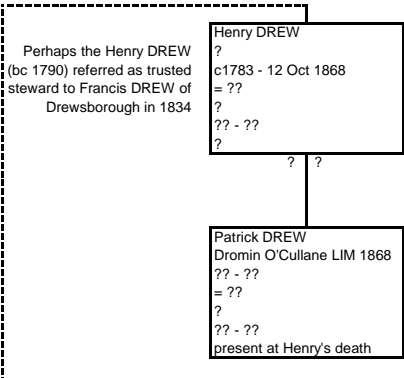 Perhaps the Henry DREW
(bc 1790) referred as trusted
steward to Francis DREW of
Drewsborough in 1834
Henry DREW
?
c1783 - 12 Oct 1868
= ??
?
?? - ??
?
? ?
Patrick DREW
Dromin O'Cullane LIM 1868
?? - ??
= ??
?
?? - ??
present at Henry's death